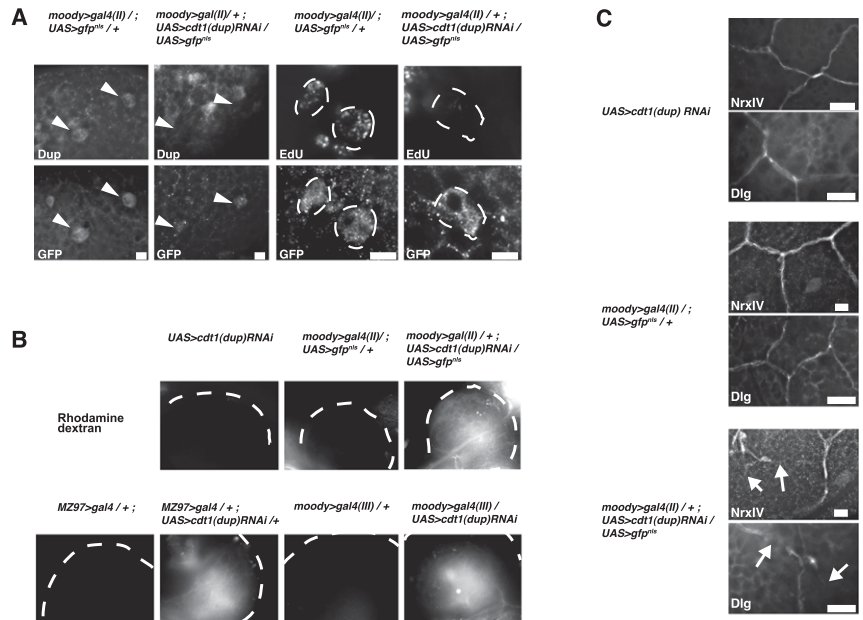 A
moody>gal4(II) / ;
UAS>gfpnls / +
moody>gal(II)/ + ;
UAS>cdt1(dup)RNAi /
UAS>gfpnls
moody>gal4(II)/ ;
UAS>gfpnls / +
moody>gal4(II)/ + ;
UAS>cdt1(dup)RNAi /
UAS>gfpnls
Dup
Dup
EdU
EdU
GFP
GFP
GFP
GFP
B
UAS>cdt1(dup)RNAi
moody>gal4(II)/ ;
UAS>gfpnls / +
moody>gal(II) / + ;
UAS>cdt1(dup)RNAi /
UAS>gfpnls
Rhodamine
dextran
MZ97>gal4 / + ;
MZ97>gal4 / + ;
UAS>cdt1(dup)RNAi /+
moody>gal4(III) / +
moody>gal4(III) /
UAS>cdt1(dup)RNAi
C
UAS>cdt1(dup) RNAi
NrxIV
Dlg
moody>gal4(II) / ;
UAS>gfpnls / +
NrxIV
Dlg
moody>gal4(II) / + ;
UAS>cdt1(dup)RNAi /
UAS>gfpnls
NrxIV
Dlg